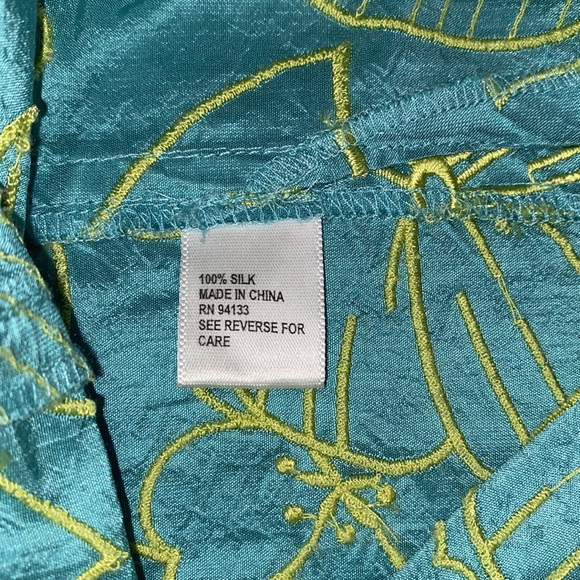 100% SILK
MADE IN CHINA
RN 94133
SEE REVERSE FOR
CARE